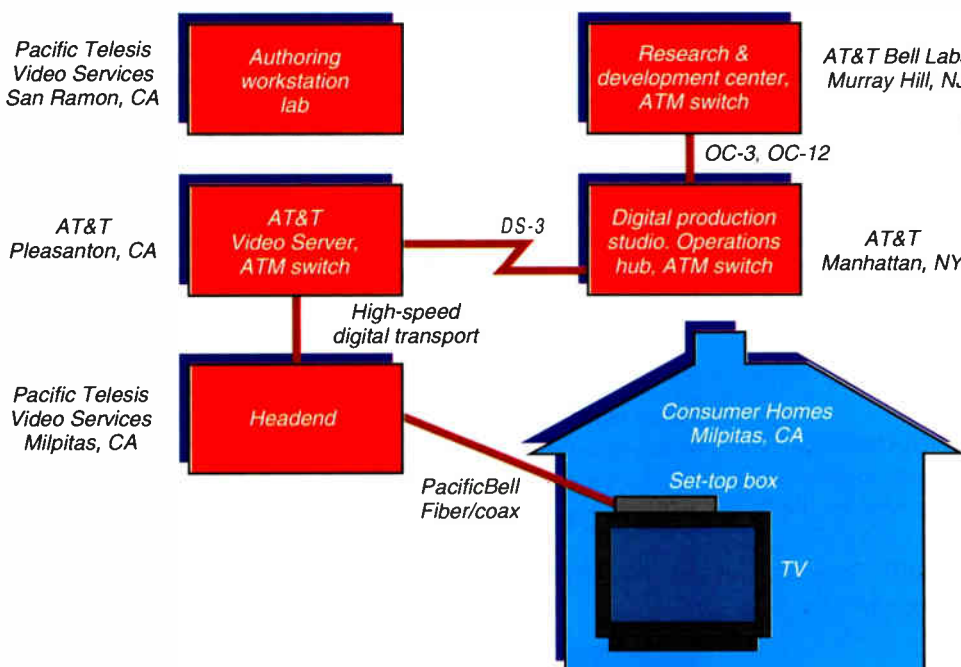 Pacific Telesis
Video Services
San Ramon, CA
Authoring
workstation
lab
Research &
development center,
ATM switch
AT&T Bell Labs
Murray Hill, NJ
OC-3, OC-12
AT&T
Pleasanton, CA
AT&T
Video Server,
ATM switch
DS-3
Digital production
studio. Operations
hub, ATM switch
AT&T
Manhattan, NY
High-speed
digital transport
Pacific Telesis
Video Services
Milpitas, CA
Headend
Consumer Homes
Milpitas, CA
PacificBell
Fiber/coax
Set-top box
TV